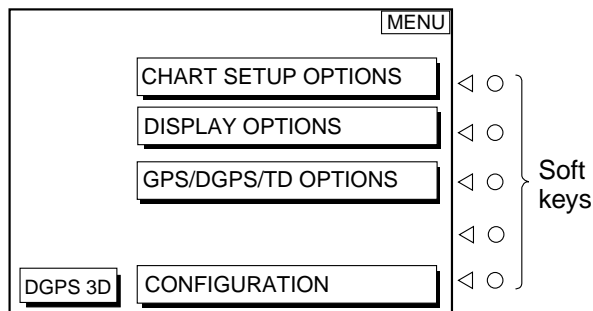 MENU
CHART SETUP OPTIONS
DISPLAY OPTIONS
GPS/DGPS/TD OPTIONS
Soft
keys
DGPS 3D
CONFIGURATION